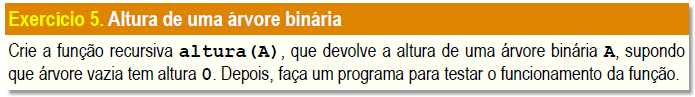 Exercício 5. Altura de uma árvore binária
Crie a função recursiva altura(A), que devolve a altura de uma árvore binária A, supondo
que árvore vazia tem altura 0. Depois, faça um programa para testar o funcionamento da função.